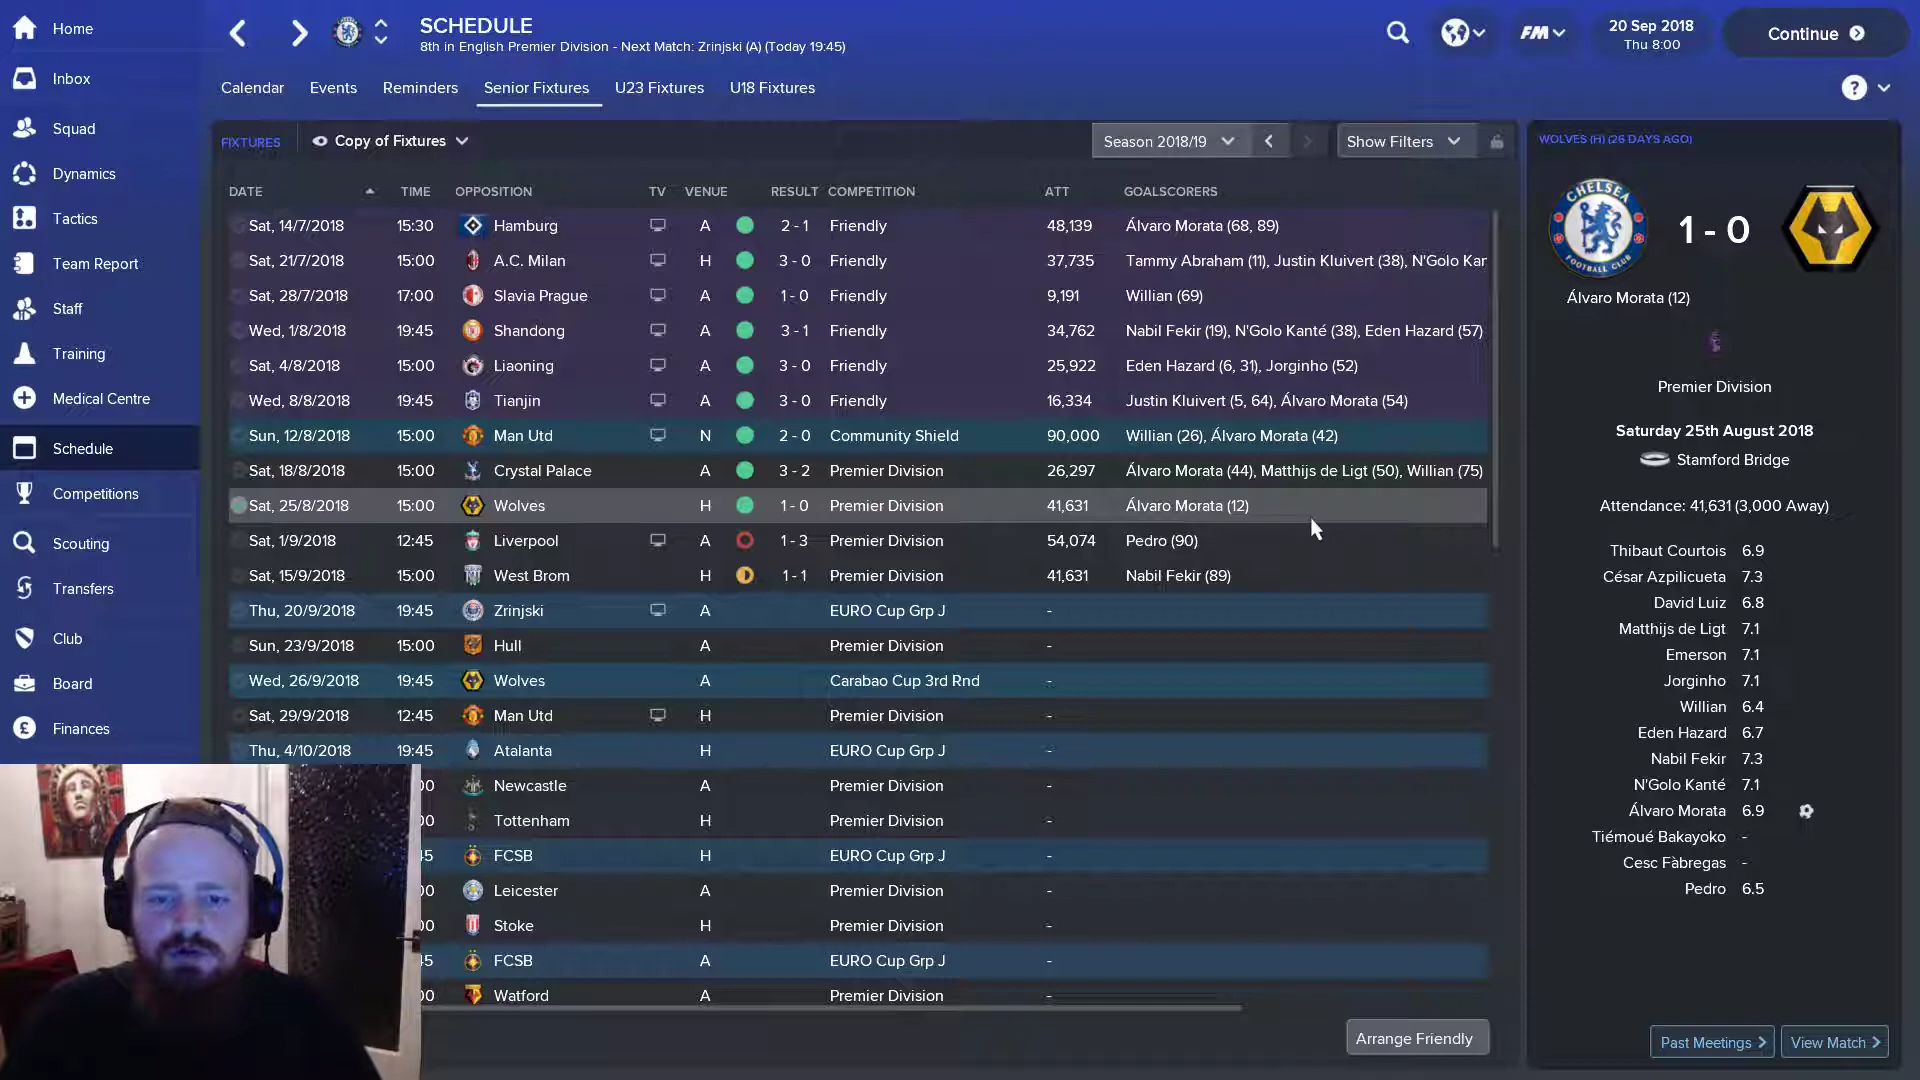 Home
Inbox
Squad
Dynamics
Tactics
Team Report
Staff
Training
Medical Centre
Schedule
Competitions
Scouting
Transfers
Club
Board
Finances
SCHEDULE
8th in English Premier Division - Next Match: Zrinjski (A) (Today 19:45)
FM
20 Sep 2018
Thu 8:00
Continue
Calendar Events Reminders Senior Fixtures U23 Fixtures U18 Fixtures
?
FIXTURES Copy of Fixtures Season 2018/19 Show Filters
DATE TIME OPPOSITION TV VENUE RESULT COMPETITION ATT GOALSCORERS
Sat, 14/7/2018 15:30 Hamburg A 2 - 1 Friendly 48,139 Álvaro Morata (68, 89)
Sat, 21/7/2018 15:00 A.C. Milan H 3 - 0 Friendly 37,735 Tammy Abraham (11), Justin Kluivert (38), N'Golo Kar
Sat, 28/7/2018 17:00 Slavia Prague A 1 - 0 Friendly 9,191 Willian (69)
Wed, 1/8/2018 19:45 Shandong A 3 - 1 Friendly 34,762 Nabil Fekir (19), N'Golo Kanté (38), Eden Hazard (57)
Sat, 4/8/2018 15:00 Liaoning A 3 - 0 Friendly 25,922 Eden Hazard (6, 31), Jorginho (52)
Wed, 8/8/2018 19:45 Tianjin A 3 - 0 Friendly 16,334 Justin Kluivert (5, 64), Álvaro Morata (54)
Sun, 12/8/2018 15:00 Man Utd N 2 - 0 Community Shield 90,000 Willian (26), Álvaro Morata (42)
Sat, 18/8/2018 15:00 Crystal Palace A 3 - 2 Premier Division 26,297 Álvaro Morata (44), Matthijs de Ligt (50), Willian (75)
Sat, 25/8/2018 15:00 Wolves H 1 - 0 Premier Division 41,631 Álvaro Morata (12)
Sat, 1/9/2018 12:45 Liverpool A 1 - 3 Premier Division 54,074 Pedro (90)
Sat, 15/9/2018 15:00 West Brom H 1 - 1 Premier Division 41,631 Nabil Fekir (89)
Thu, 20/9/2018 19:45 Zrinjski A EURO Cup Grp J -
Sun, 23/9/2018 15:00 Hull A Premier Division -
Wed, 26/9/2018 19:45 Wolves A Carabao Cup 3rd Rnd -
Sat, 29/9/2018 12:45 Man Utd H Premier Division -
Thu, 4/10/2018 19:45 Atalanta H EURO Cup Grp J -
00 Newcastle A Premier Division -
00 Tottenham H Premier Division -
45 FCSB H EURO Cup Grp J -
00 Leicester A Premier Division -
00 Stoke H Premier Division -
45 FCSB A EURO Cup Grp J -
00 Watford A Premier Division -
Arrange Friendly
WOLVES (H) (26 DAYS AGO)
CHELSEA
FOOTBALL CLUB
1 - 0
Álvaro Morata (12)
Premier Division
Saturday 25th August 2018
Stamford Bridge
Attendance: 41,631 (3,000 Away)
Thibaut Courtois 6.9
César Azpilicueta 7.3
David Luiz 6.8
Matthijs de Ligt 7.1
Emerson 7.1
Jorginho 7.1
Willian 6.4
Eden Hazard 6.7
Nabil Fekir 7.3
N'Golo Kanté 7.1
Álvaro Morata 6.9
Tiémoué Bakayoko -
Cesc Fàbregas -
Pedro 6.5
Past Meetings View Match